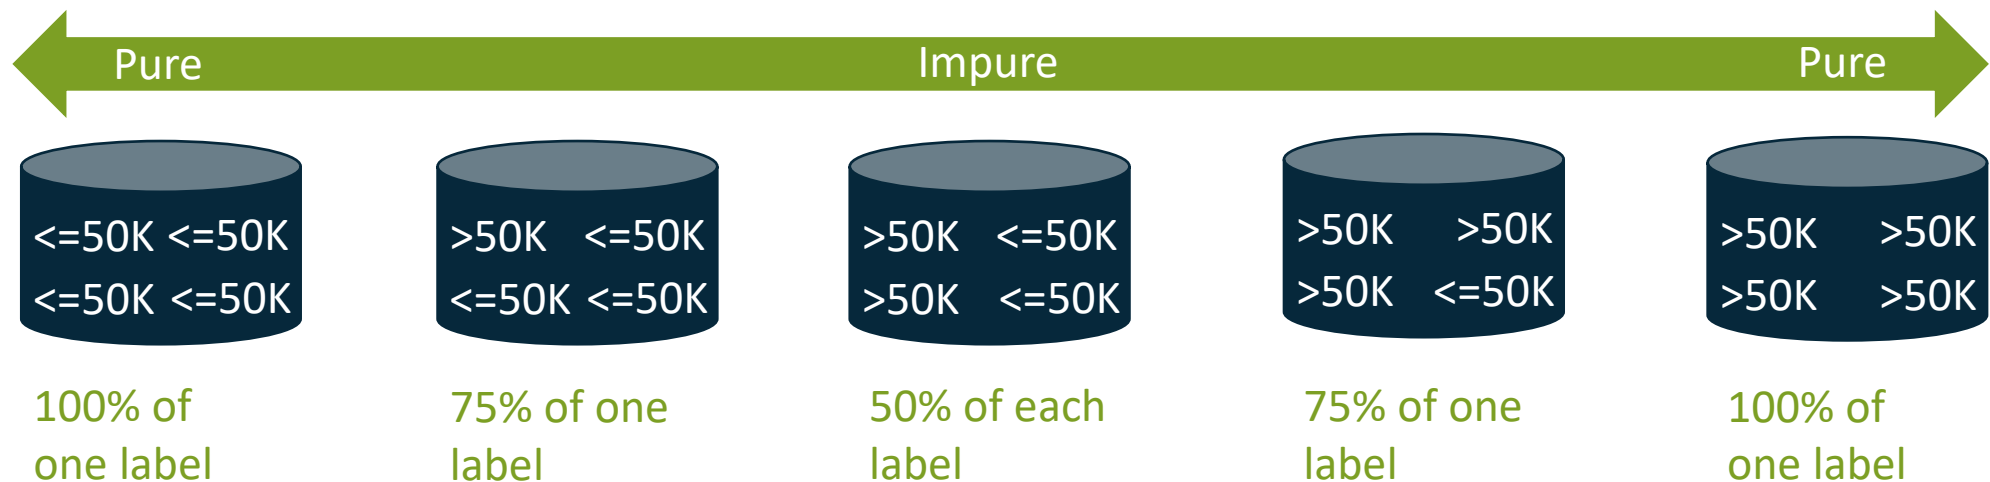 Pure
Impure
Pure
<=50K <=50K
<=50K <=50K
>50K <=50K
<=50K <=50K
>50K <=50K
>50K <=50K
>50K >50K
>50K <=50K
>50K >50K
>50K >50K
100% of
one label
75% of one
label
50% of each
label
75% of one
label
100% of
one label